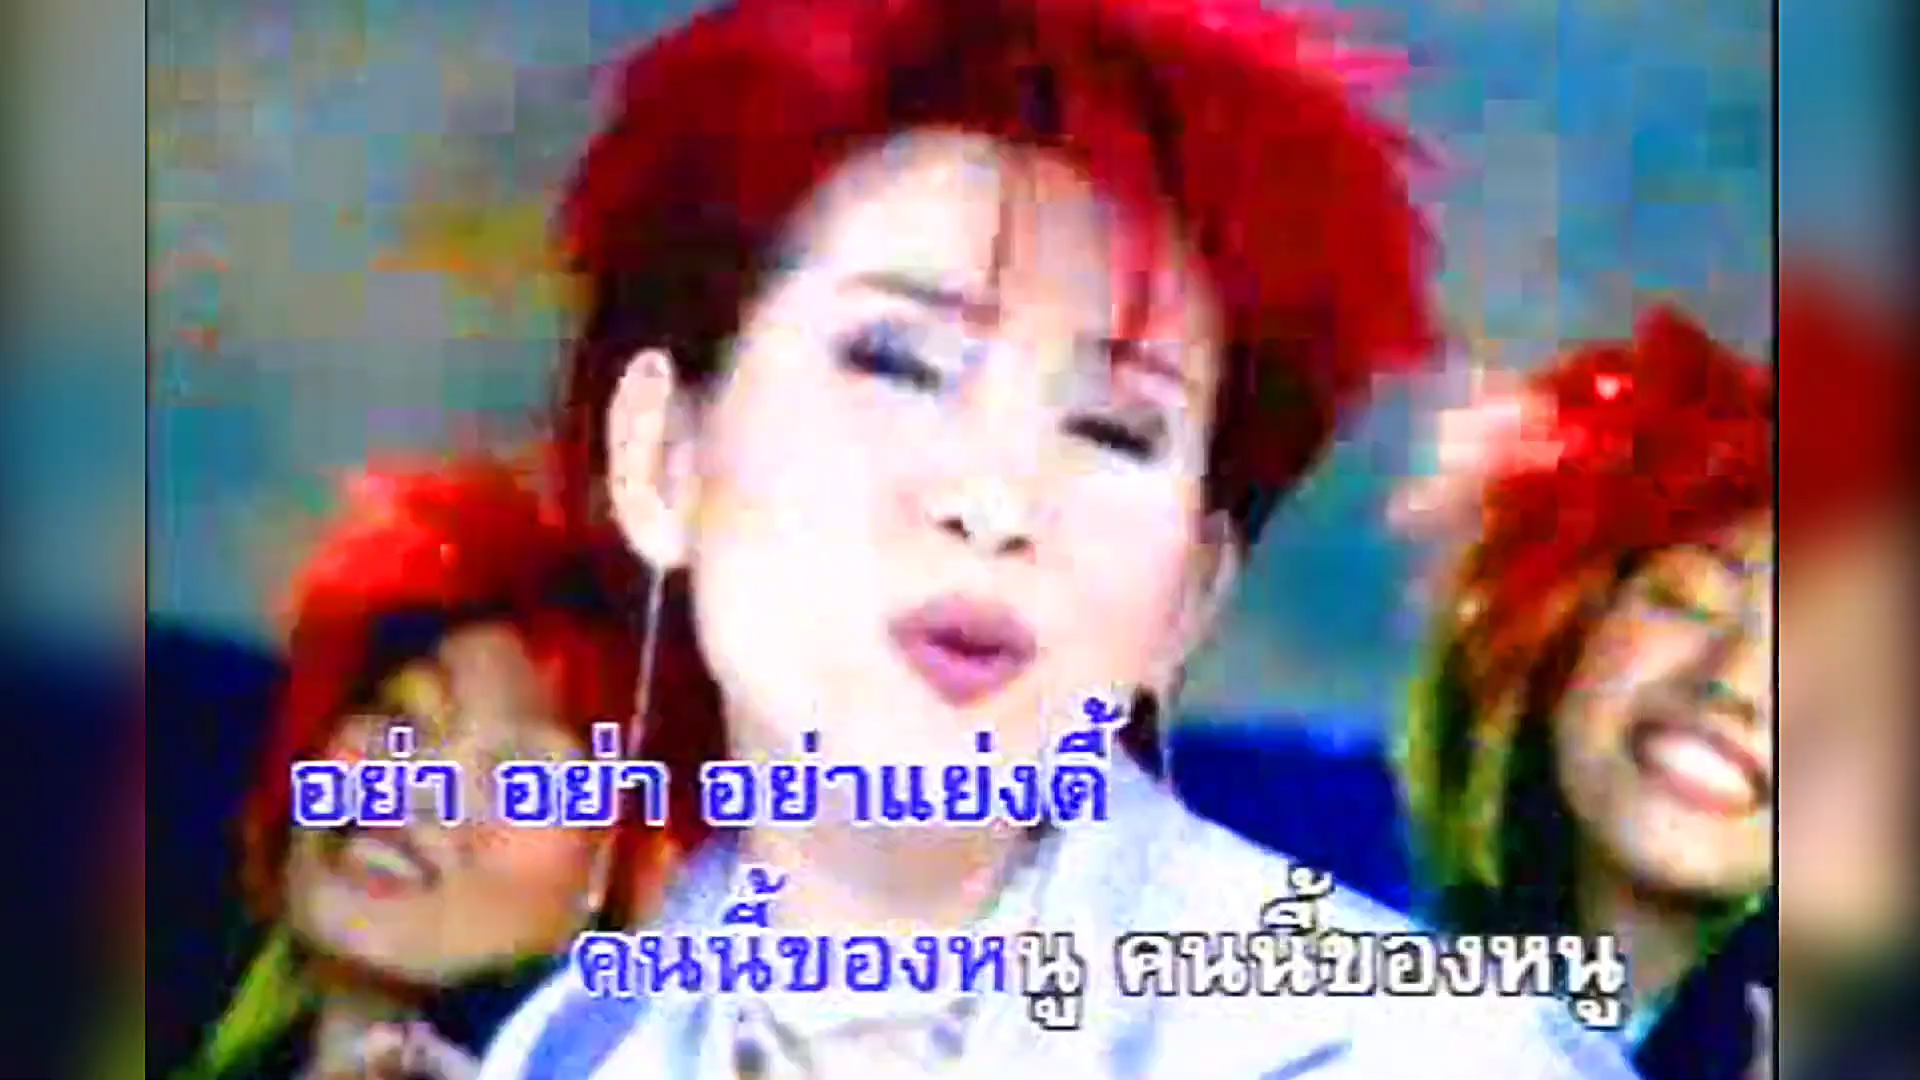 อย่า อย่า อย่าแย่งดิ้
คนนี้ของหนู คนนี้ของหนู